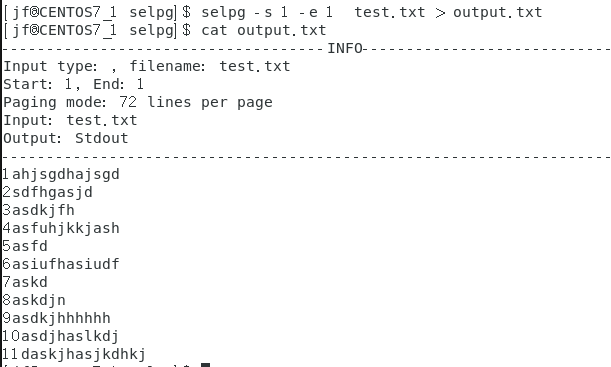 [jf@CENTOS7_1 selpg]$ selpg -s 1 -e 1  test.txt > output.txt
[jf@CENTOS7_1 selpg]$ cat output.txt
------------------------------------INFO----------------------------
Input type: , filename: test.txt
Start: 1, End: 1
Paging mode: 72 lines per page
Input: test.txt
Output: Stdout
--------------------------------------------------------------------
1ahjsgdhajsgd
2sdfhgasjd
3asdkjfh
4asfuhjkkjash
5asfd
6asiufhasiudf
7askd
8askdjn
9asdkjhhhhhh
10asdjhaslkdj
11daskjhasjkdhkj